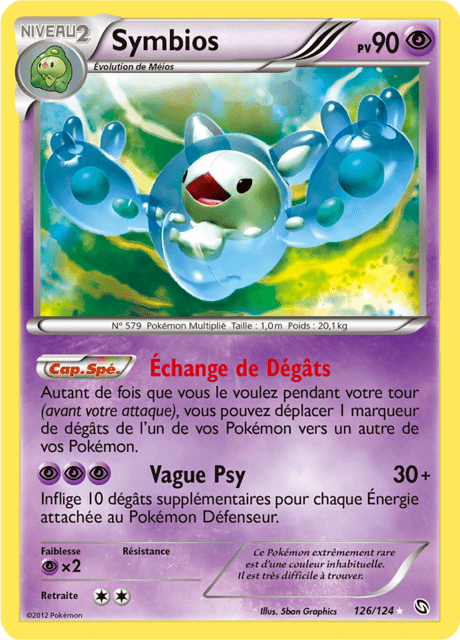 NIVEAU 2
Symbios
PV 90
Évolution de Méios
N° 579 Pokémon Multiplié Taille : 1,0m Poids : 20,1kg
Cap. Spé. Échange de Dégâts
Autant de fois que vous le voulez pendant votre tour
(avant votre attaque), vous pouvez déplacer 1 marqueur
de dégâts de l'un de vos Pokémon vers un autre de
vos Pokémon.
Vague Psy 30+
Inflige 10 dégâts supplémentaires pour chaque Énergie
attachée au Pokémon Défenseur.
Faiblesse Résistance
×2
Retraite
Ce Pokémon extrêmement rare
est d'une couleur inhabituelle.
Il est très difficile à trouver.
©2012 Pokémon
Illus. 5ban Graphics 126/124